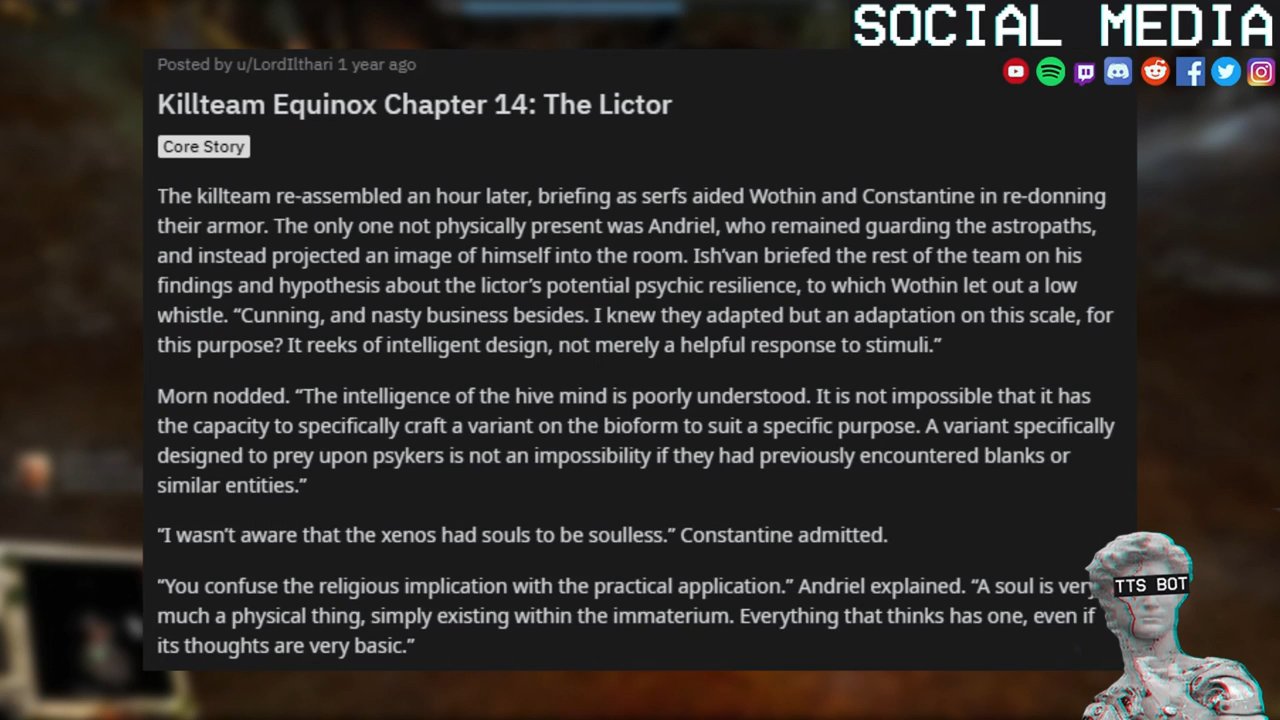 SOCIAL MEDIA
Posted by u/LordIlthari 1 year ago
Killteam Equinox Chapter 14: The Lictor
Core Story
The killteam re-assembled an hour later, briefing as serfs aided Wothin and Constantine in re-donning
their armor. The only one not physically present was Andriel, who remained guarding the astropaths,
and instead projected an image of himself into the room. Ish’van briefed the rest of the team on his
findings and hypothesis about the lictor’s potential psychic resilience, to which Wothin let out a low
whistle. “Cunning, and nasty business besides. I knew they adapted but an adaptation on this scale, for
this purpose? It reeks of intelligent design, not merely a helpful response to stimuli.”
Morn nodded. “The intelligence of the hive mind is poorly understood. It is not impossible that it has
the capacity to specifically craft a variant on the bioform to suit a specific purpose. A variant specifically
designed to prey upon psykers is not an impossibility if they had previously encountered blanks or
similar entities.”
“I wasn’t aware that the xenos had souls to be soulless.” Constantine admitted.
“You confuse the religious implication with the practical application.” Andriel explained. “A soul is very
much a physical thing, simply existing within the immaterium. Everything that thinks has one, even if
its thoughts are very basic.”
TTS BOT